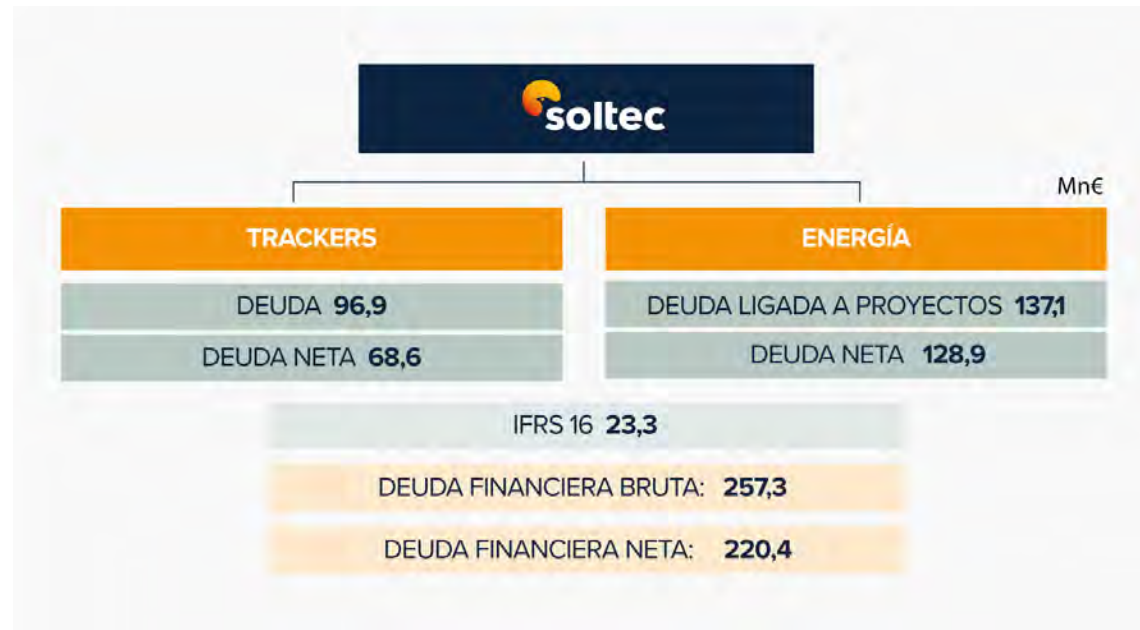 soltec
Mn€
TRACKERS
ENERGÍA
DEUDA 96,9
DEUDA LIGADA A PROYECTOS 137,1
DEUDA NETA 68,6
DEUDA NETA 128,9
IFRS 16 23,3
DEUDA FINANCIERA BRUTA: 257,3
DEUDA FINANCIERA NETA: 220,4